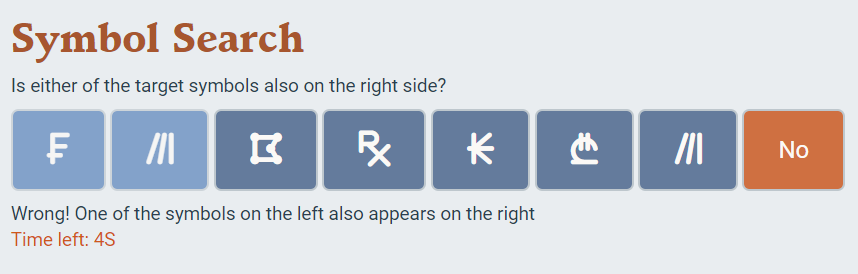 Symbol Search
Is either of the target symbols also on the right side?
No
Wrong! One of the symbols on the left also appears on the right
Time left: 4S